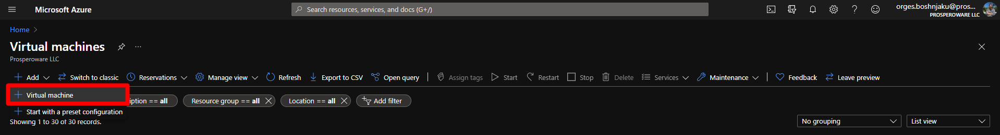 Microsoft Azure
Search resources, services, and docs (G+/)
orges.boshnjaku@pros...
PROSPEROWARE LLC
Home
Virtual machines
Prosperoware LLC
Add Switch to classic Reservations Manage view Refresh Export to CSV Open query Assign tags Start Restart Stop Delete Services Maintenance Feedback Leave preview
Virtual machine
iption == all Resource group == all Location == all Add filter
Start with a preset configuration
Showing 1 to 30 of 30 records.
No grouping List view